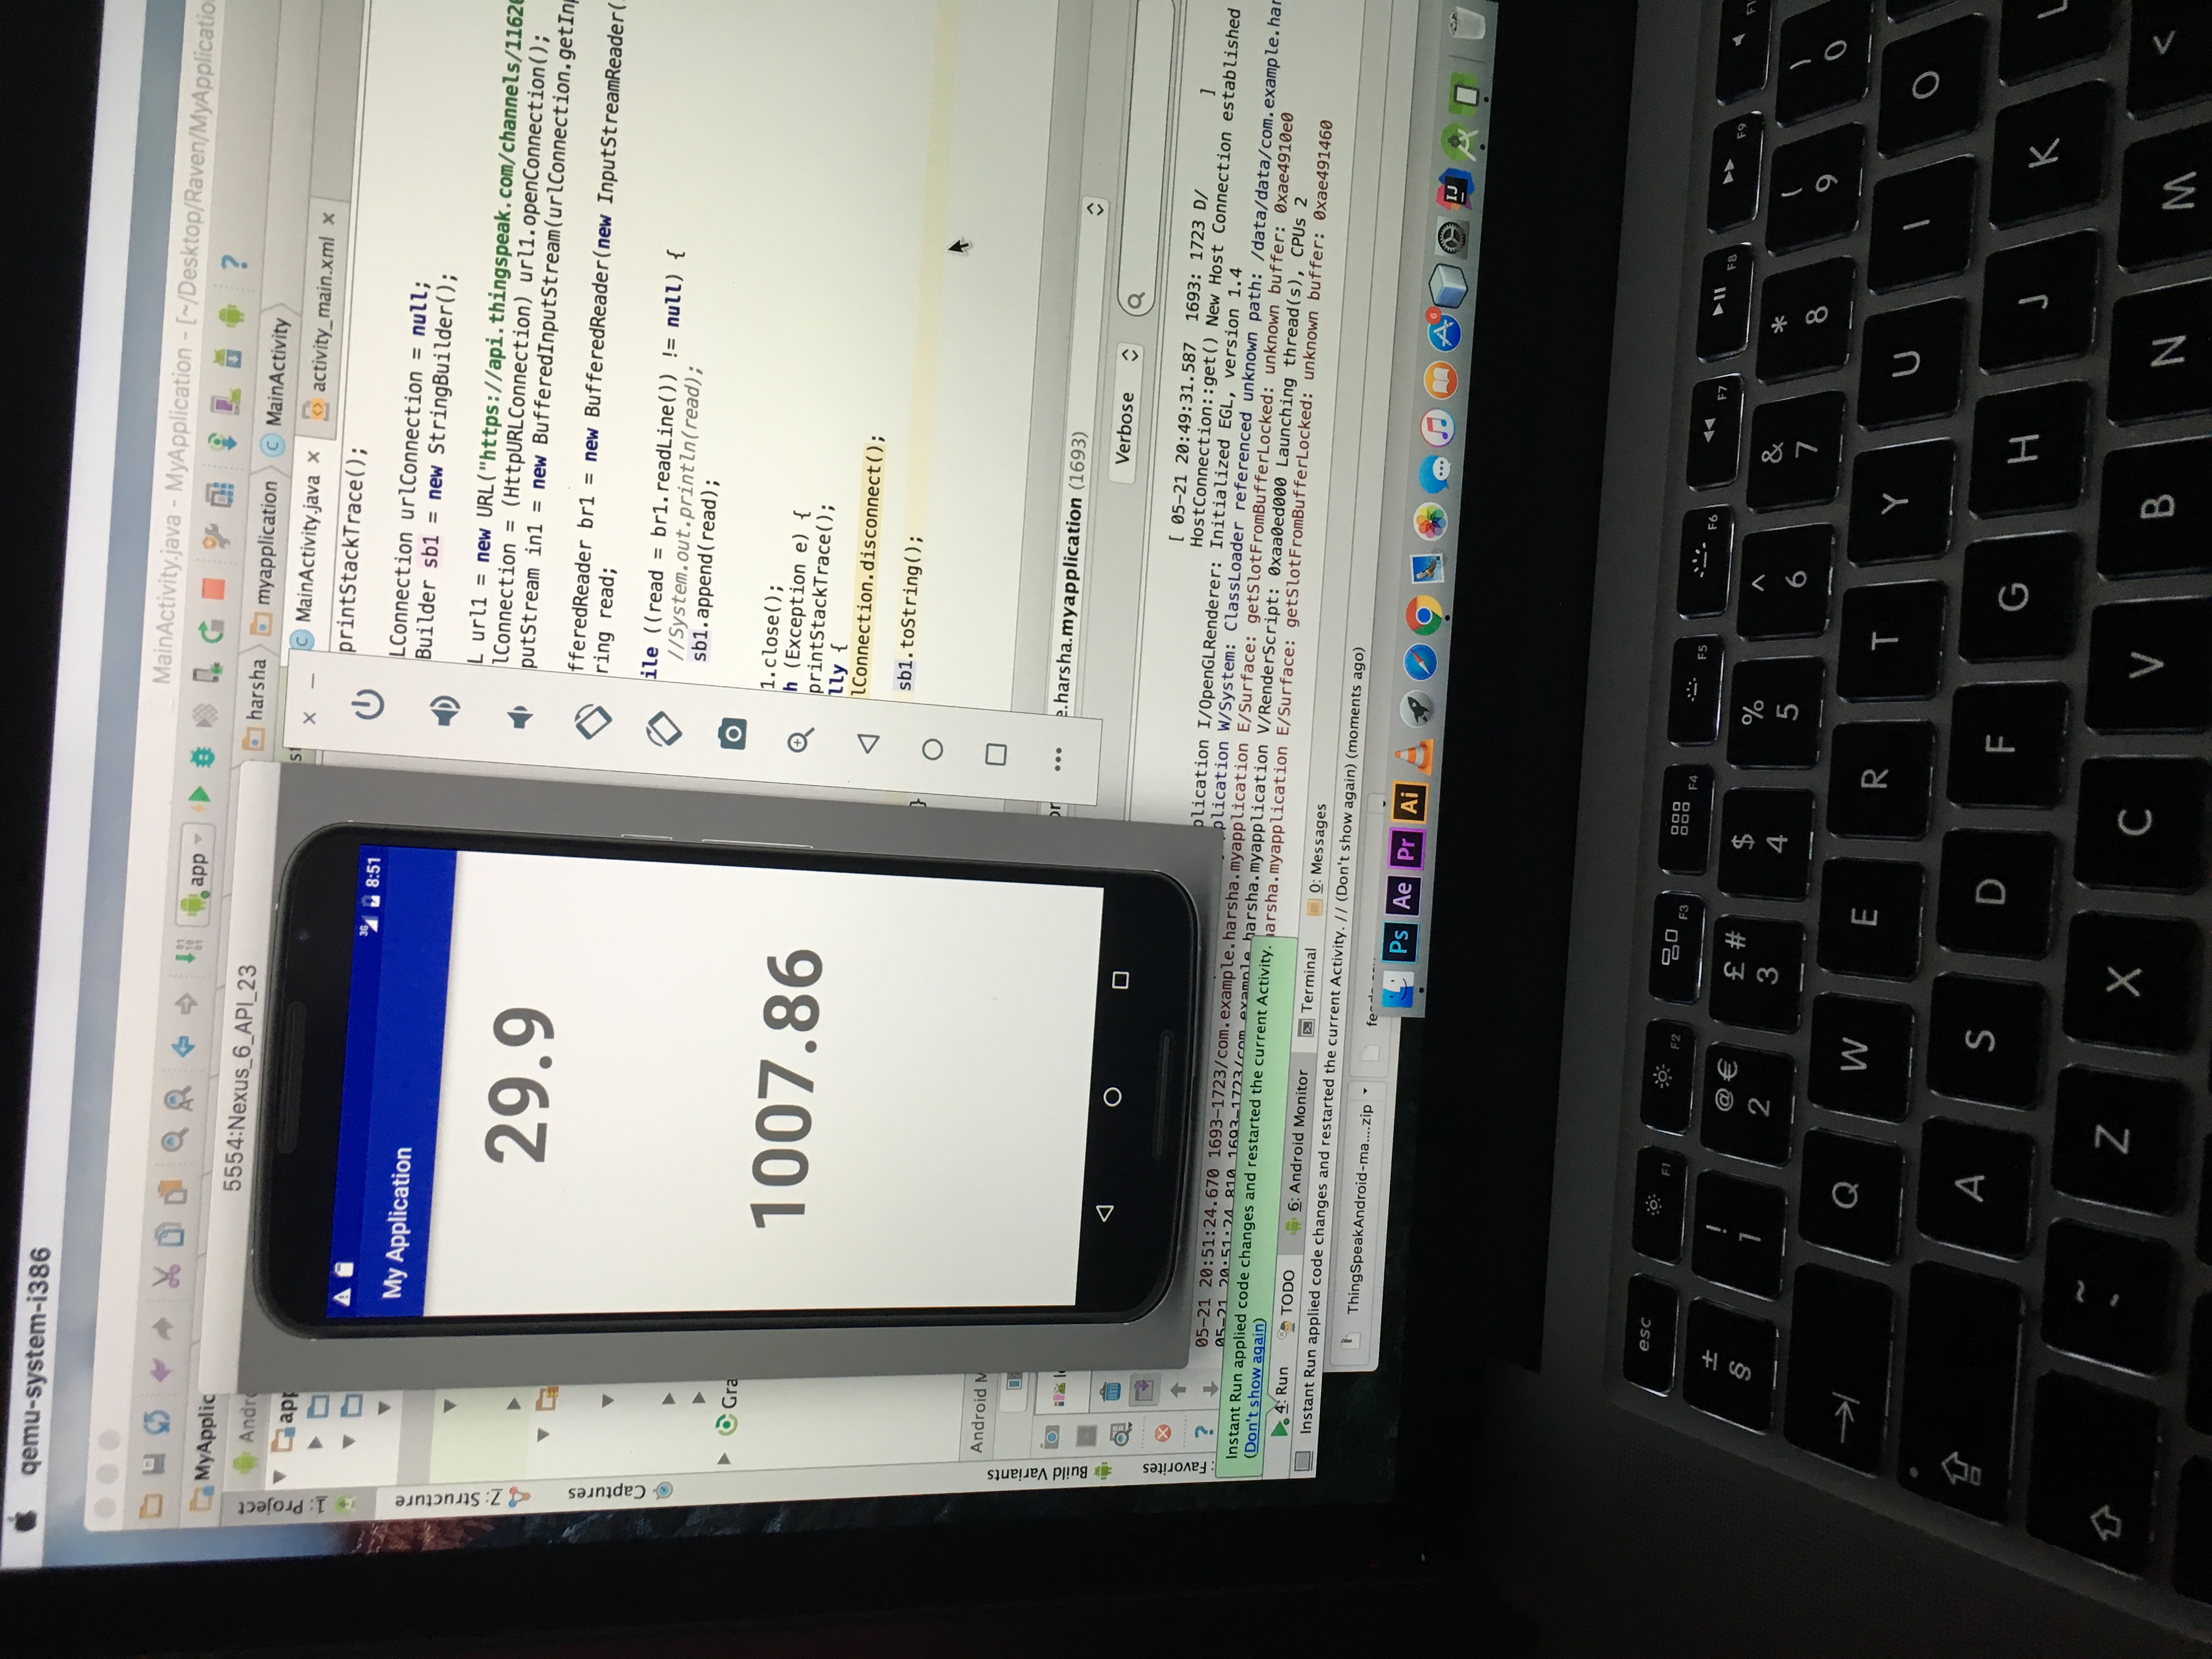 qemu-system-i386
MainActivity.java - MyApplication - [~/Desktop/Raven/MyApplicatio
app
MyApplic
harsha
myapplication
MainActivity
5554:Nexus_6_API_23
MainActivity.java
activity_main.xml
1: Project
Z: Structure
Captures
Build Variants
Favorites
Andro
app
Gra
Android M
8:51
My Application
29.9
1007.86
printStackTrace();
LConnection urlConnection = null;
Builder sb1 = new StringBuilder();
L url1 = new URL("https://api.thingspeak.com/channels/11620
lConnection = (HttpURLConnection) url1.openConnection();
putStream in1 = new BufferedInputStream(urlConnection.getInp
fferedReader br1 = new BufferedReader(new InputStreamReader(
ring read;
ile ((read = br1.readLine()) != null) {
//System.out.println(read);
sb1.append(read);
1.close();
h (Exception e) {
printStackTrace();
lly {
lConnection.disconnect();
sb1.toString();
}
e.harsha.myapplication (1693)
Verbose
[ 05-21 20:49:31.587 1693: 1723 D/ ]
HostConnection::get() New Host Connection established
05-21 20:51:24.670 1693-1723/com.example.harsha.myapplication
plication I/OpenGLRenderer: Initialized EGL, version 1.4
05-21 20:51:24.810 1693-1723/com.example.harsha.myapplication
plication W/System: ClassLoader referenced unknown path: /data/data/com.example.har
harsha.myapplication E/Surface: getSlotFromBufferLocked: unknown buffer: 0xae4910e0
harsha.myapplication V/RenderScript: 0xaa0ed000 Launching thread(s), CPUs 2
harsha.myapplication E/Surface: getSlotFromBufferLocked: unknown buffer: 0xae491460
Instant Run applied code changes and restarted the current Activity.
(Don't show again)
4: Run
TODO
6: Android Monitor
Terminal
0: Messages
Instant Run applied code changes and restarted the current Activity. // (Don't show again) (moments ago)
ThingSpeakAndroid-ma....zip
Ps
Ae
Pr
Ai
6
IJ
esc F1 F2 F3 F4 F5 F6 F7 F8 F9
± ! @ € £ # $ % ^ & * ( )
§ 1 2 3 4 5 6 7 8 9 0
Q W E R T Y U I O
A S D F G H J K L
~ Z X C V B N M <